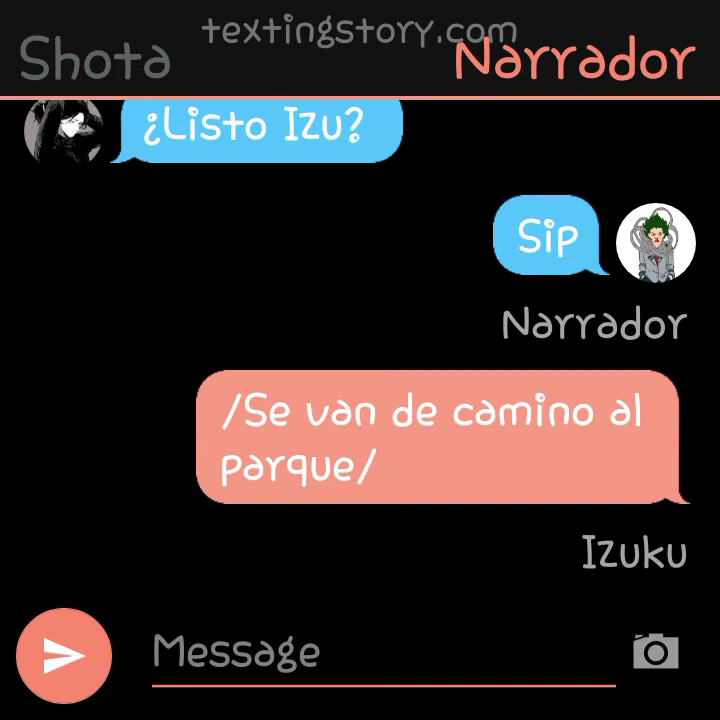 textingstory.com
Shota
Narrador
¿Listo Izu?
Sip
Narrador
/Se van de camino al
parque/
Izuku
Message